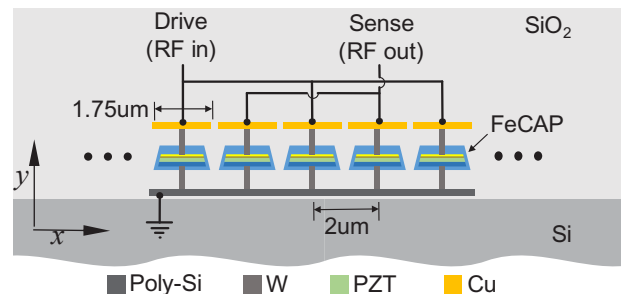 Drive
(RF in)
Sense
(RF out)
SiO2
1.75um
FeCAP
y
x
2um
Si
Poly-Si
W
PZT
Cu